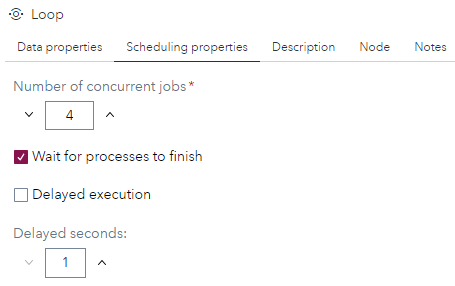 Loop
Data properties Scheduling properties Description Node Notes
Number of concurrent jobs*
4
Wait for processes to finish
Delayed execution
Delayed seconds:
1